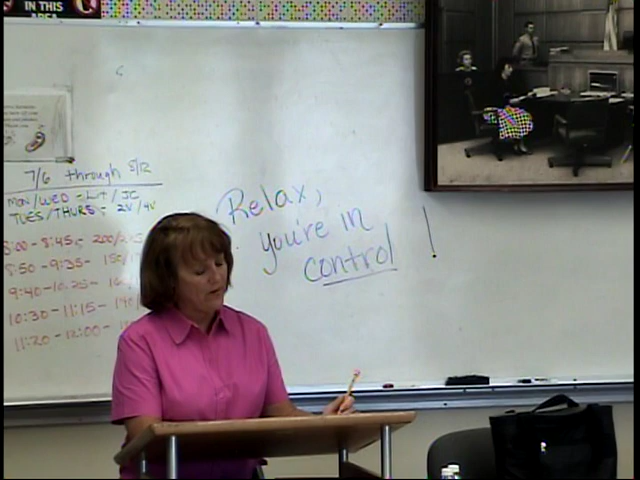 IN THIS
AREA
7/6 through 8/12
MON/WED - Lit/JC
TUES/THURS -
8:00-8:45 -
8:50-9:35-
9:40-10:25
10:30-11:15-
11:20-12:00-
Relax,
you're in
control!